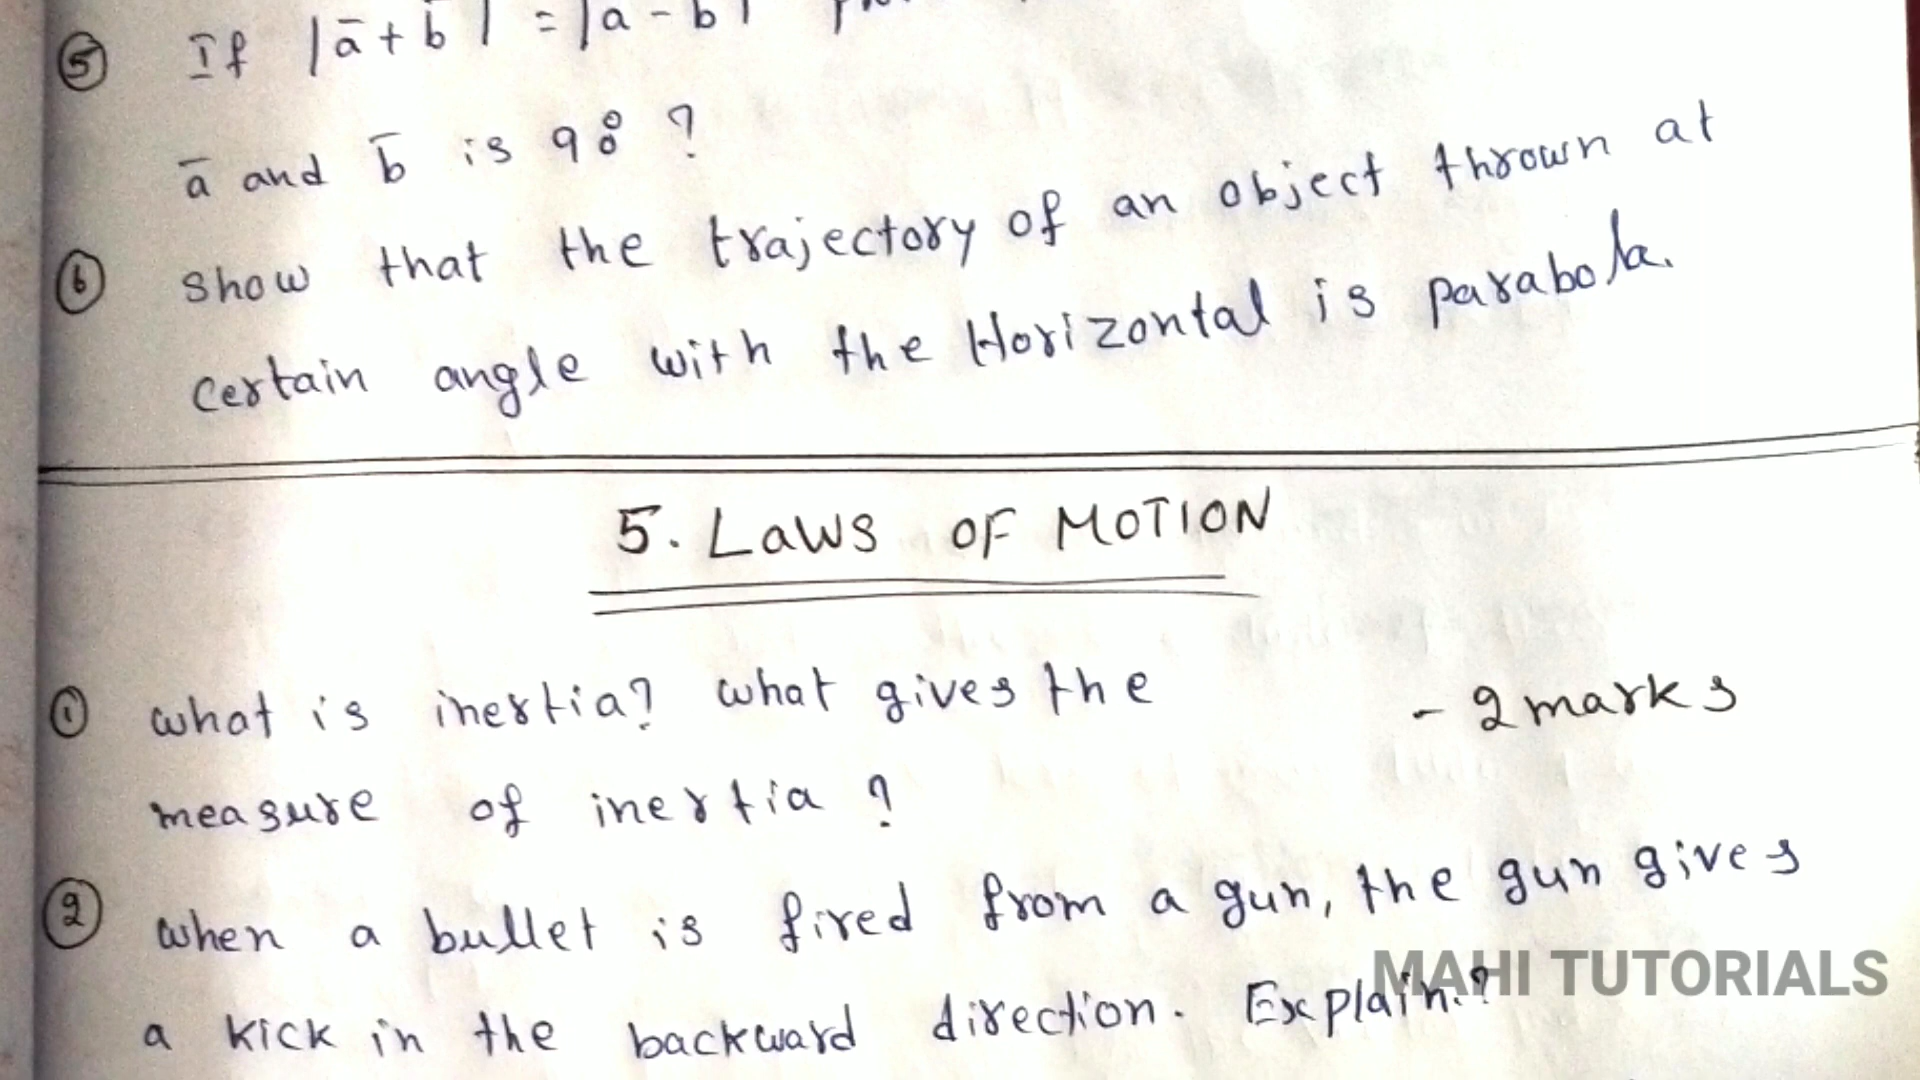 ⑤ If |a̅ + b̅| = |a - b|
a̅ and b̅ is 90° ?
⑥ show that the trajectory of an object thrown at
certain angle with the Horizontal is parabola.
5. LaWS OF MOTION
① what is inertia? what gives the - 2 marks
measure of inertia ?
② when a bullet is fired from a gun, the gun gives
a kick in the backward direction. Explain.?
MAHI TUTORIALS